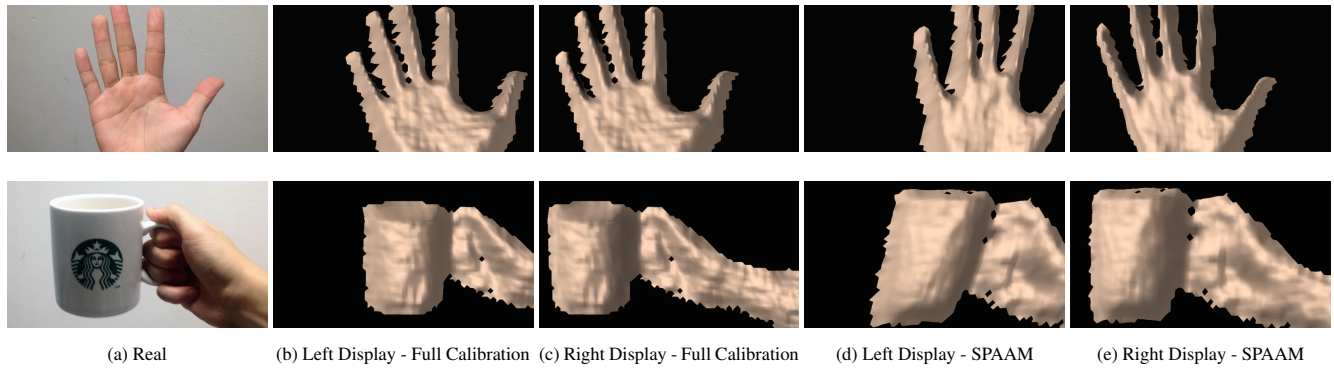 (a) Real
(b) Left Display - Full Calibration
(c) Right Display - Full Calibration
(d) Left Display - SPAAM
(e) Right Display - SPAAM